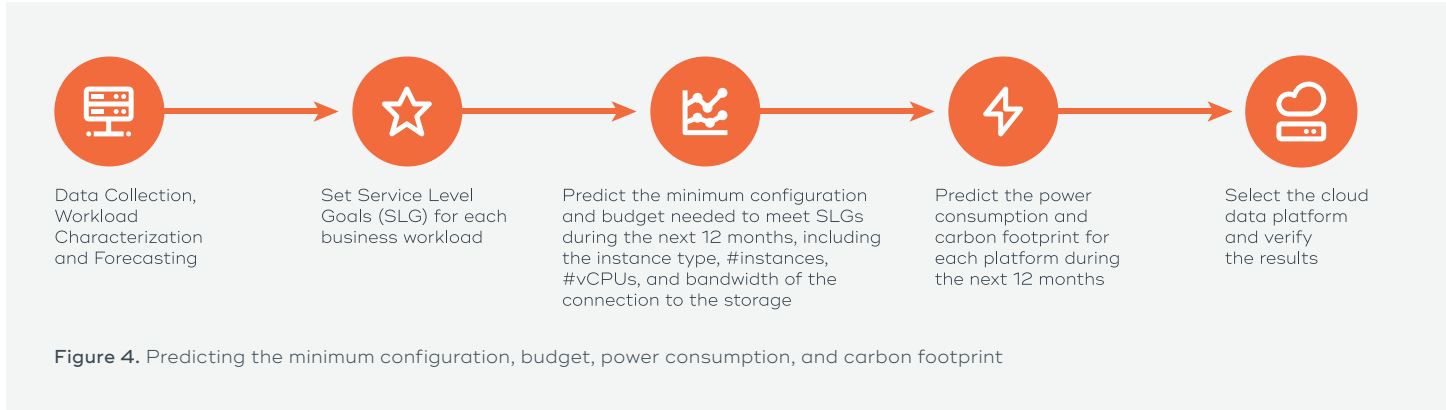 Data Collection,
Workload
Characterization
and Forecasting
Set Service Level
Goals (SLG) for each
business workload
Predict the minimum configuration
and budget needed to meet SLGs
during the next 12 months, including
the instance type, #instances,
#vCPUs, and bandwidth of the
connection to the storage
Predict the power
consumption and
carbon footprint for
each platform during
the next 12 months
Select the cloud
data platform
and verify
the results
Figure 4. Predicting the minimum configuration, budget, power consumption, and carbon footprint